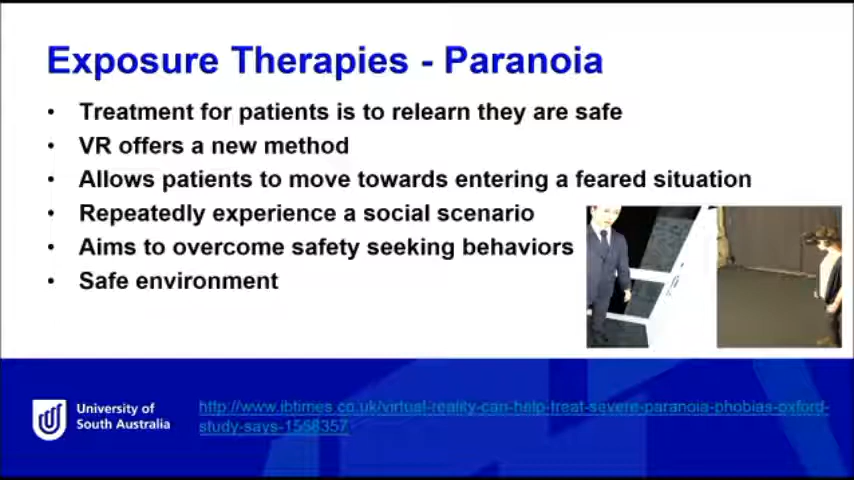 Exposure Therapies - Paranoia
• Treatment for patients is to relearn they are safe
• VR offers a new method
• Allows patients to move towards entering a feared situation
• Repeatedly experience a social scenario
• Aims to overcome safety seeking behaviors
• Safe environment
University of
South Australia
http://www.ibtimes.co.uk/virtual-reality-can-help-treat-severe-paranoia-phobias-oxford-
study-says-1558357